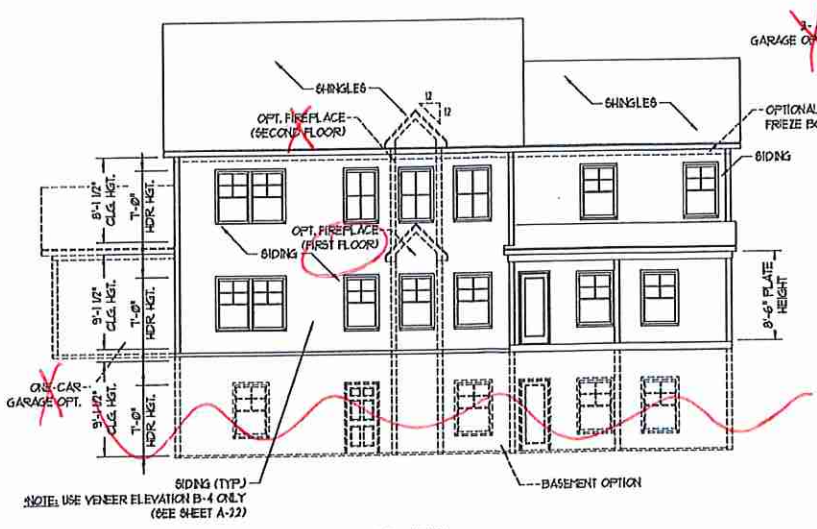 GARAGE
SHINGLES
12
12
OPT. FIREPLACE
(SECOND FLOOR)
SHINGLES
OPTIONAL
FRIEZE
SIDING
8'-1 1/2"
CLG. HGT.
7'-0"
HDR HGT.
OPT. FIREPLACE
(FIRST FLOOR)
SIDING
9'-1 1/2"
CLG. HGT.
7'-0"
HDR HGT.
8'-6" PLATE
HEIGHT
ONE-CAR
GARAGE OPT.
9'-1 1/2"
CLG. HGT.
7'-0"
HDR HGT.
SIDING (TYP.)
BASEMENT OPTION
NOTE: USE VENEER ELEVATION B-4 ONLY
(SEE SHEET A-22)